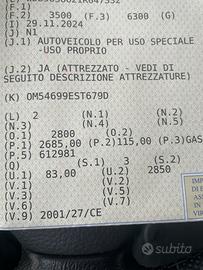 (F.2) 3500 (F.3) 6300 (G)
(I) 29.11.2024
(J) N1
(J.1) AUTOVEICOLO PER USO SPECIALE
-USO PROPRIO
(J.2) JA (ATTREZZATO - VEDI DI
SEGUITO DESCRIZIONE ATTREZZATURE)
(K) OM54699EST679D
(L) 2 (N.1) (N.2)
(N.3) (N.4) (N.5)
(O.1) 2800 (O.2)
(P.1) 2685,00 (P.2)115,00 (P.3)GAS
(P.5) 612981
(Q) (S.1) 3 (S.2)
(U.1) 83,00 (U.2) 2850
(V.1) (V.2)
(V.3) (V.5)
(V.7) (V.8)
(V.9) 2001/27/CE
subito